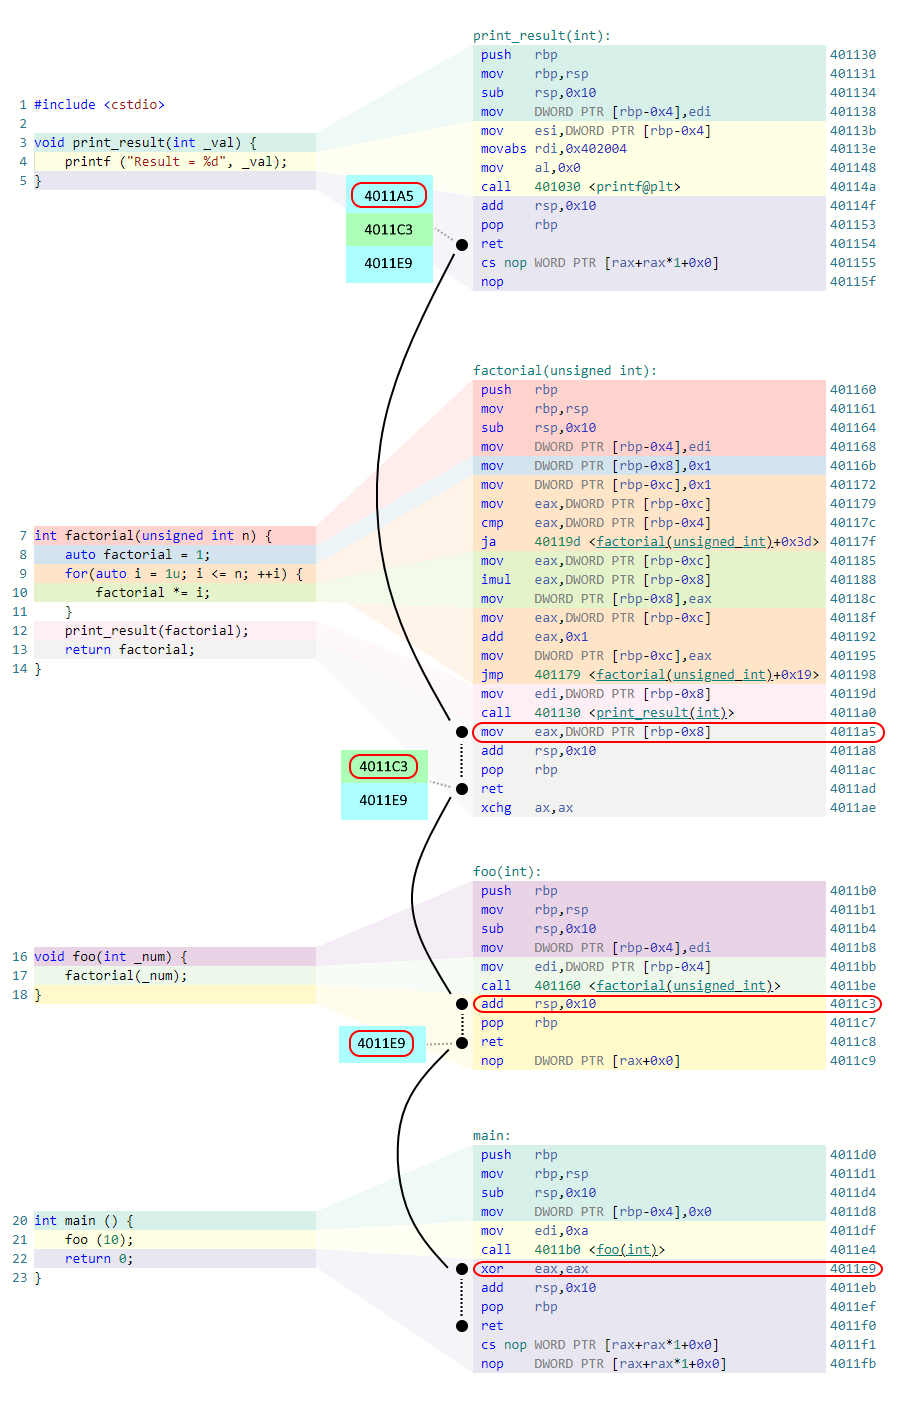 1 #include <cstdio>
2
3 void print_result(int _val) {
4 printf ("Result = %d", _val);
5 }
4011A5
4011C3
4011E9
print_result(int):
push rbp 401130
mov rbp,rsp 401131
sub rsp,0x10 401134
mov DWORD PTR [rbp-0x4],edi 401138
mov esi,DWORD PTR [rbp-0x4] 40113b
movabs rdi,0x402004 40113e
mov al,0x0 401148
call 401030 <printf@plt> 40114a
add rsp,0x10 40114f
pop rbp 401153
ret 401154
cs nop WORD PTR [rax+rax*1+0x0] 401155
nop 40115f
7 int factorial(unsigned int n) {
8 auto factorial = 1;
9 for(auto i = 1u; i <= n; ++i) {
10 factorial *= i;
11 }
12 print_result(factorial);
13 return factorial;
14 }
4011C3
4011E9
factorial(unsigned int):
push rbp 401160
mov rbp,rsp 401161
sub rsp,0x10 401164
mov DWORD PTR [rbp-0x4],edi 401168
mov DWORD PTR [rbp-0x8],0x1 40116b
mov DWORD PTR [rbp-0xc],0x1 401172
mov eax,DWORD PTR [rbp-0xc] 401179
cmp eax,DWORD PTR [rbp-0x4] 40117c
ja 40119d <factorial(unsigned int)+0x3d> 40117f
mov eax,DWORD PTR [rbp-0xc] 401185
imul eax,DWORD PTR [rbp-0x8] 401188
mov DWORD PTR [rbp-0x8],eax 40118c
mov eax,DWORD PTR [rbp-0xc] 40118f
add eax,0x1 401192
mov DWORD PTR [rbp-0xc],eax 401195
jmp 401179 <factorial(unsigned int)+0x19> 401198
mov edi,DWORD PTR [rbp-0x8] 40119d
call 401130 <print_result(int)> 4011a0
mov eax,DWORD PTR [rbp-0x8] 4011a5
add rsp,0x10 4011a8
pop rbp 4011ac
ret 4011ad
xchg ax,ax 4011ae
16 void foo(int _num) {
17 factorial(_num);
18 }
4011E9
foo(int):
push rbp 4011b0
mov rbp,rsp 4011b1
sub rsp,0x10 4011b4
mov DWORD PTR [rbp-0x4],edi 4011b8
mov edi,DWORD PTR [rbp-0x4] 4011bb
call 401160 <factorial(unsigned int)> 4011be
add rsp,0x10 4011c3
pop rbp 4011c7
ret 4011c8
nop DWORD PTR [rax+0x0] 4011c9
20 int main () {
21 foo (10);
22 return 0;
23 }
main:
push rbp 4011d0
mov rbp,rsp 4011d1
sub rsp,0x10 4011d4
mov DWORD PTR [rbp-0x4],0x0 4011d8
mov edi,0xa 4011df
call 4011b0 <foo(int)> 4011e4
xor eax,eax 4011e9
add rsp,0x10 4011eb
pop rbp 4011ef
ret 4011f0
cs nop WORD PTR [rax+rax*1+0x0] 4011f1
nop DWORD PTR [rax+rax*1+0x0] 4011fb